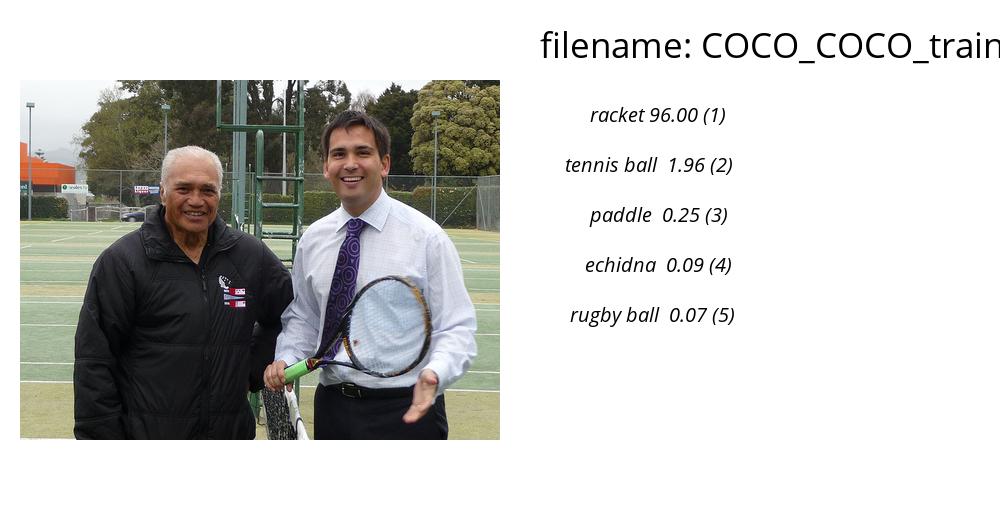 filename: COCO_COCO_train
racket 96.00 (1)
tennis ball 1.96 (2)
paddle 0.25 (3)
echidna 0.09 (4)
rugby ball 0.07 (5)